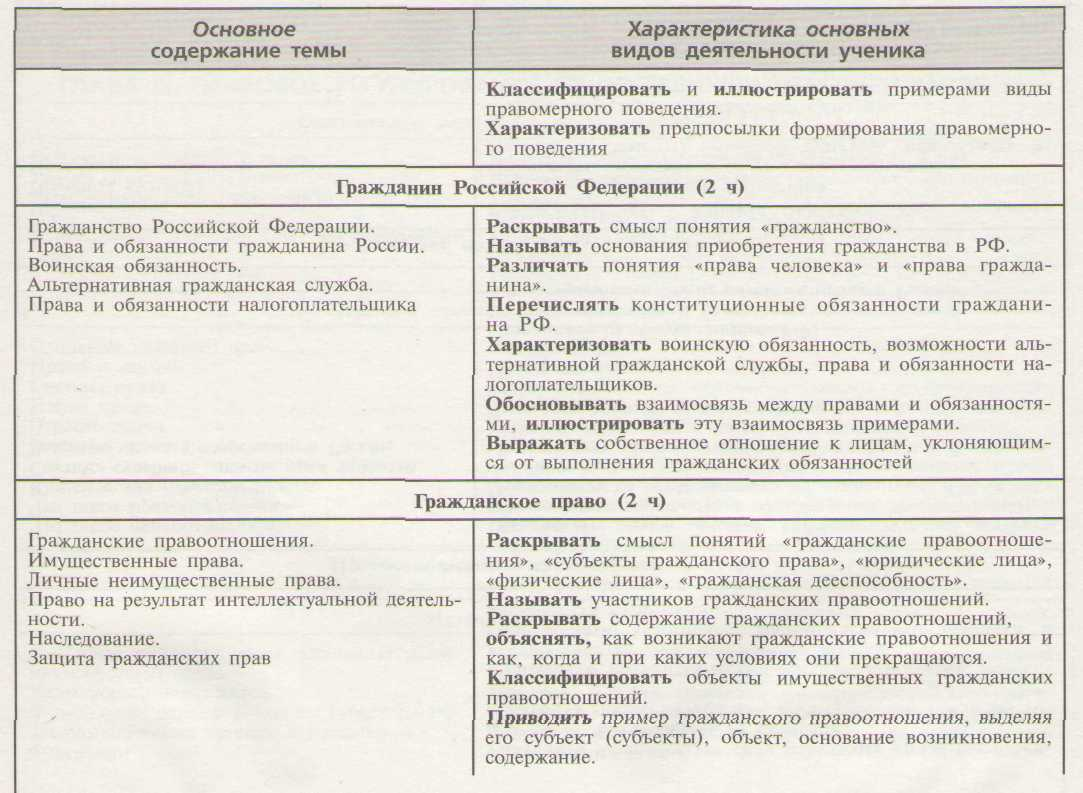 Основное
содержание темы
Характеристика основных
видов деятельности ученика
Классифицировать и иллюстрировать примерами виды
правомерного поведения.
Характеризовать предпосылки формирования правомерно-
го поведения
Гражданин Российской Федерации (2 ч)
Гражданство Российской Федерации.
Права и обязанности гражданина России.
Воинская обязанность.
Альтернативная гражданская служба.
Права и обязанности налогоплательщика
Раскрывать смысл понятия «гражданство».
Называть основания приобретения гражданства в РФ.
Различать понятия «права человека» и «права гражда-
нина».
Перечислять конституционные обязанности граждани-
на РФ.
Характеризовать воинскую обязанность, возможности аль-
тернативной гражданской службы, права и обязанности на-
логоплательщиков.
Обосновывать взаимосвязь между правами и обязанностя-
ми, иллюстрировать эту взаимосвязь примерами.
Выражать собственное отношение к лицам, уклоняющим-
ся от выполнения гражданских обязанностей
Гражданское право (2 ч)
Гражданские правоотношения.
Имущественные права.
Личные неимущественные права.
Право на результат интеллектуальной деятель-
ности.
Наследование.
Защита гражданских прав
Раскрывать смысл понятий «гражданские правоотноше-
ния», «субъекты гражданского права», «юридические лица»,
«физические лица», «гражданская дееспособность».
Называть участников гражданских правоотношений.
Раскрывать содержание гражданских правоотношений,
объяснять, как возникают гражданские правоотношения и
как, когда и при каких условиях они прекращаются.
Классифицировать объекты имущественных гражданских
правоотношений.
Приводить пример гражданского правоотношения, выделяя
его субъект (субъекты), объект, основание возникновения,
содержание.